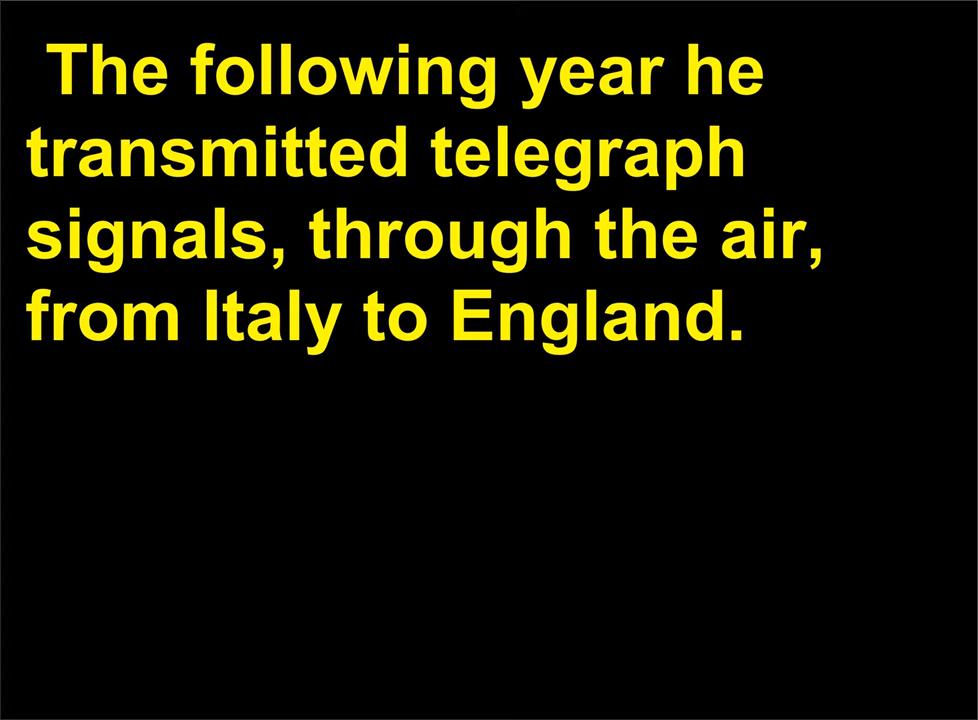 The following year he
transmitted telegraph
signals, through the air,
from Italy to England.